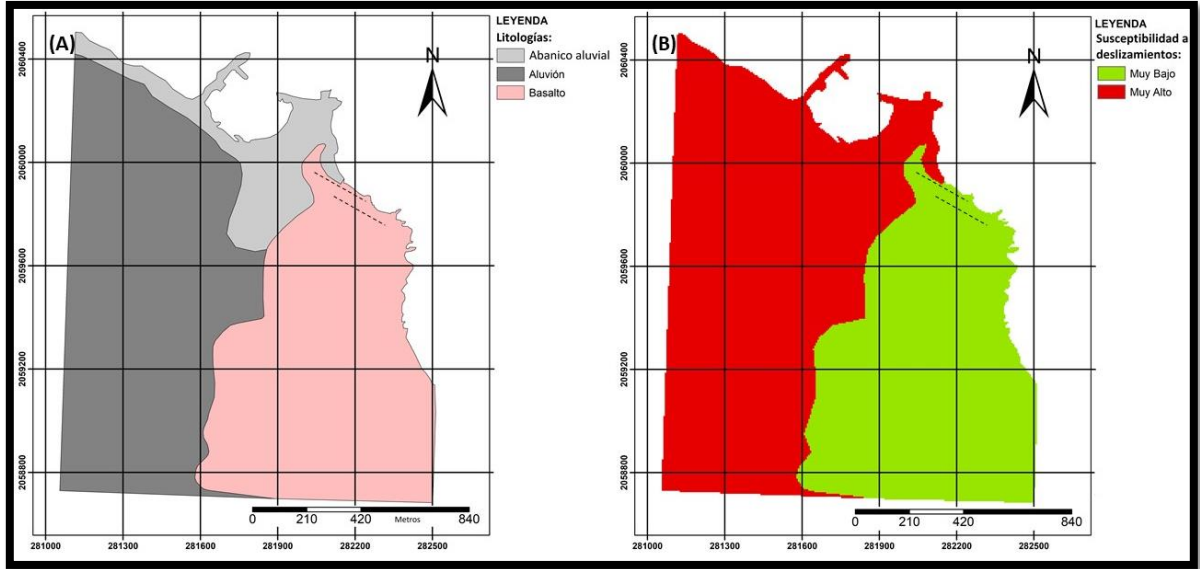 (A)
LEYENDA
Litologías:
Abanico aluvial
Aluvión
Basalto
N
2060400
2060000
2059600
2059200
2058800
0 210 420 Metros 840
281000 281300 281600 281900 282200 282500
(B)
LEYENDA
Susceptibilidad a
deslizamientos:
Muy Bajo
Muy Alto
N
2060400
2060000
2059600
2059200
2058800
0 210 420 840
281000 281300 281600 281900 282200 282500